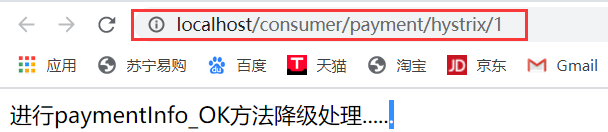 localhost/consumer/payment/hystrix/1
应用 苏宁易购 百度 T 天猫 淘宝 JD 京东 Gmail
进行paymentInfo_OK方法降级处理......